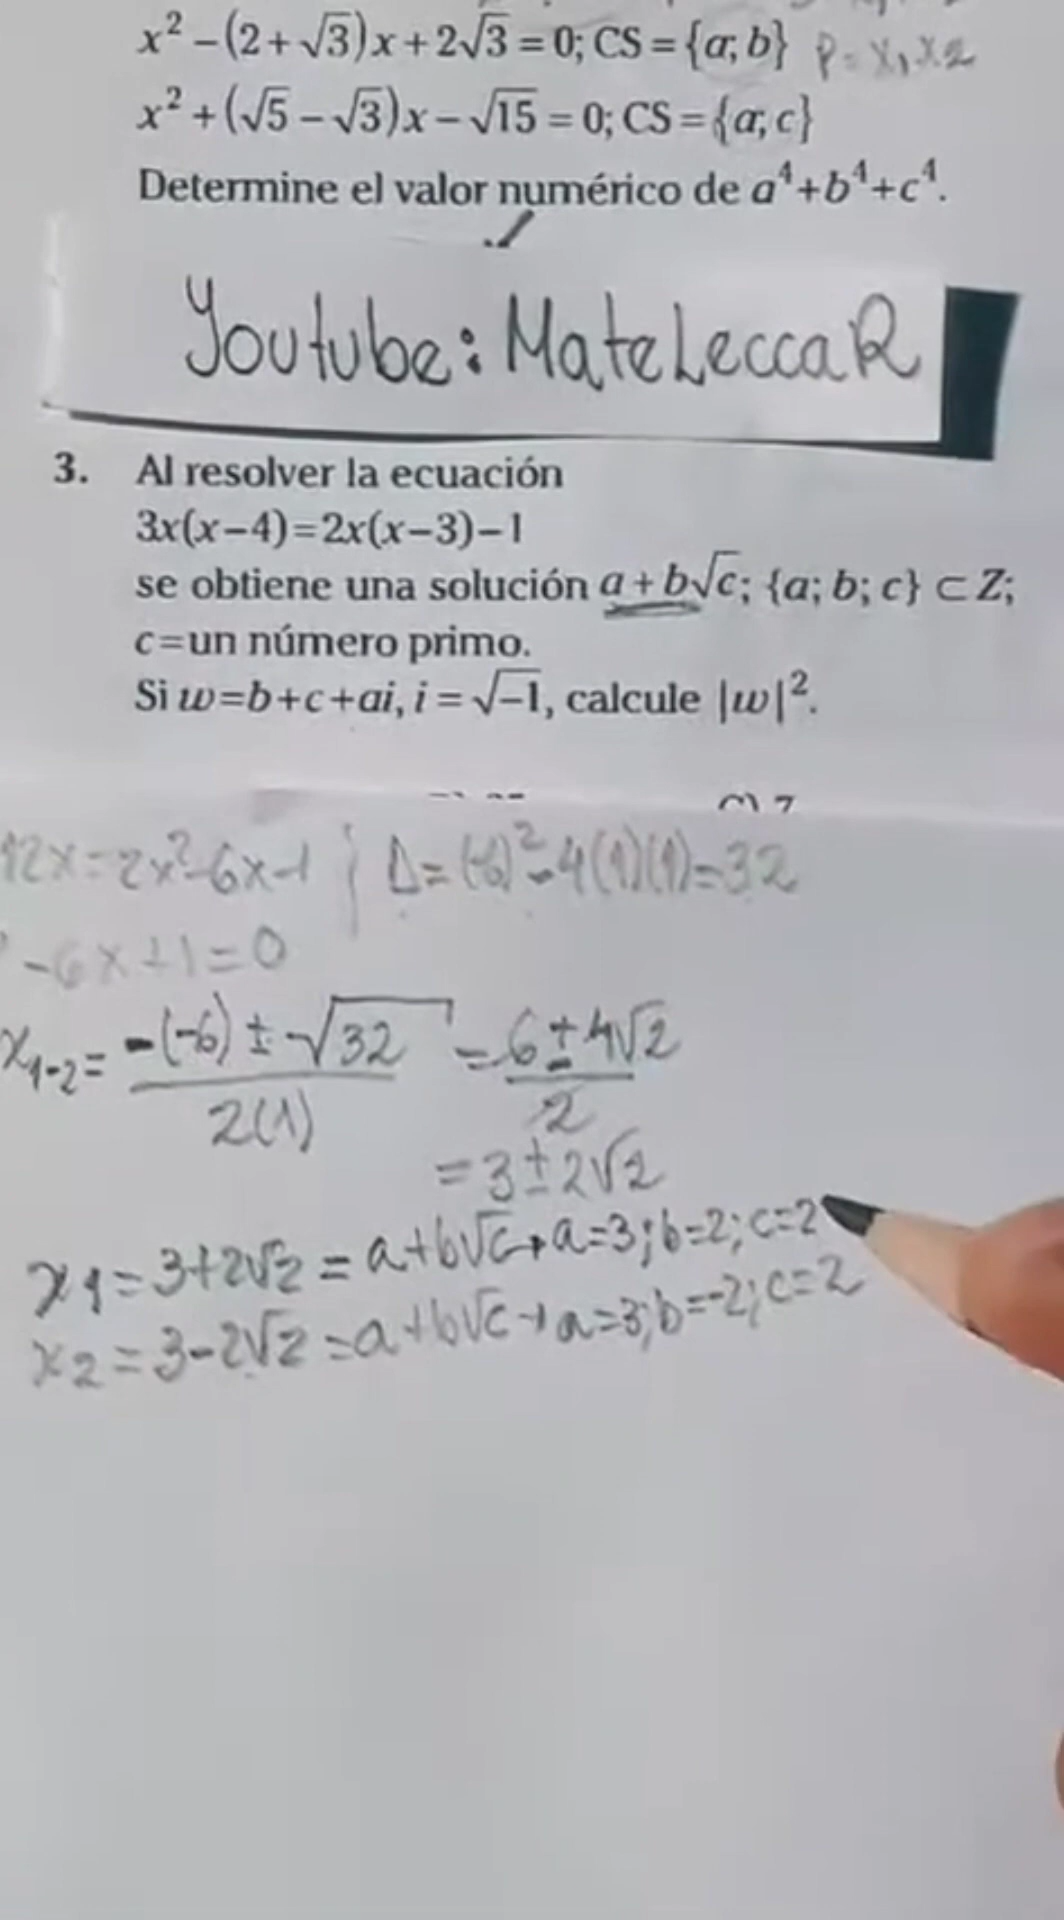 x² – (2 + √3)x + 2√3 = 0; CS = {a; b} P = x₁ x₂
x² + (√5 – √3)x – √15 = 0; CS = {a; c}
Determine el valor numérico de a⁴+b⁴+c⁴.
Youtube: MateLeccaR
3. Al resolver la ecuación
3x(x–4)=2x(x–3)–1
se obtiene una solución a + b√c; {a; b; c} ⊂ Z;
c=un número primo.
Si w=b+c+ai, i = √–1, calcule |w|².
12x = 2x² - 6x - 1 } Δ = (-6)² - 4(1)(1) = 32
- 6x + 1 = 0
x₁₋₂ = -(-6) ± √32 / 2(1) = 6 ± 4√2 / 2
= 3 ± 2√2
x1 = 3+2√2 = a+b√c → a=3; b=2; c=2
x2 = 3-2√2 = a+b√c → a=3; b=-2; c=2